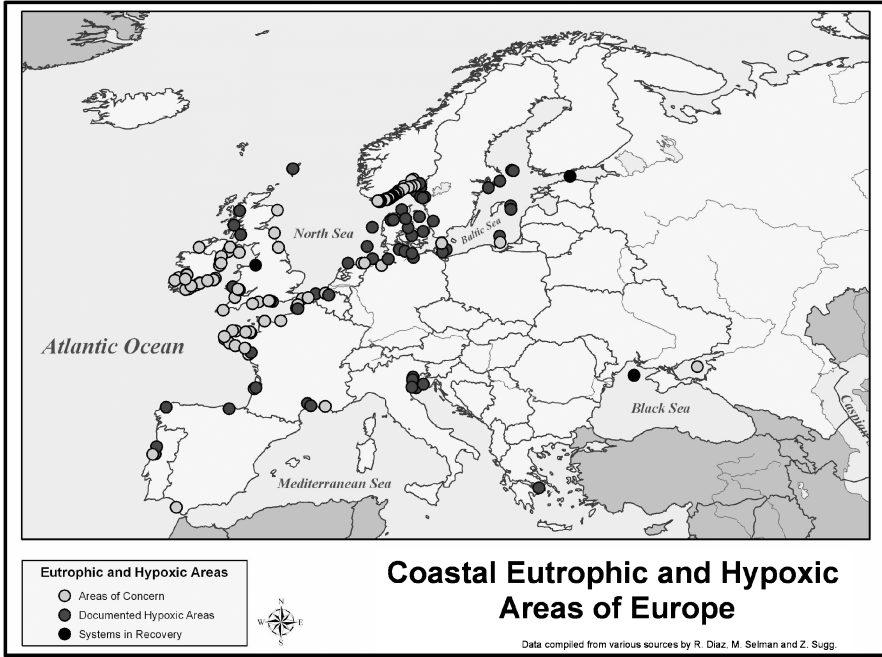 North Sea
Baltic Sea
Atlantic Ocean
Black Sea
Caspian
Mediterranean Sea
Eutrophic and Hypoxic Areas
Areas of Concern
Documented Hypoxic Areas
Systems in Recovery
N
W E
S
Coastal Eutrophic and Hypoxic
Areas of Europe
Data compiled from various sources by R. Diaz, M. Selman and Z. Sugg.